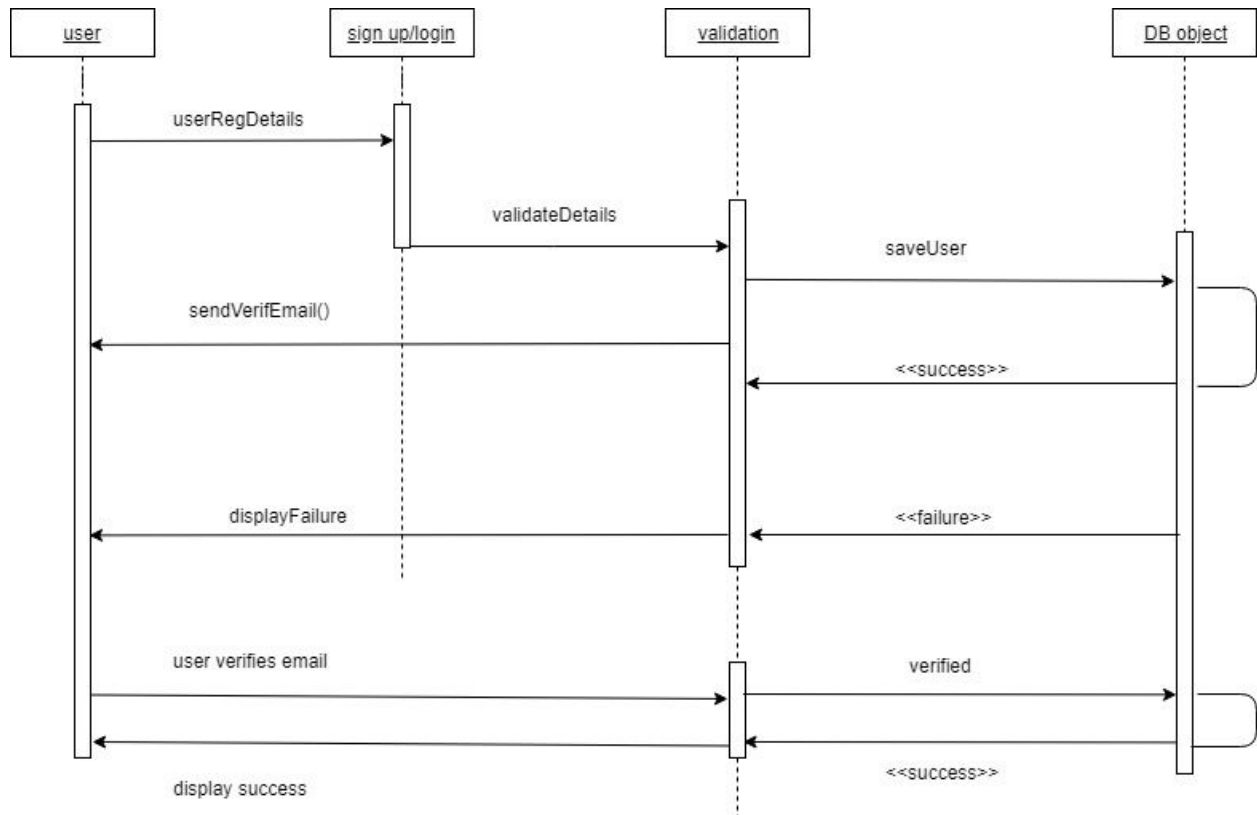 user
sign up/login
validation
DB object
userRegDetails
validateDetails
saveUser
sendVerifEmail()
<<success>>
displayFailure
<<failure>>
user verifies email
verified
<<success>>
display success